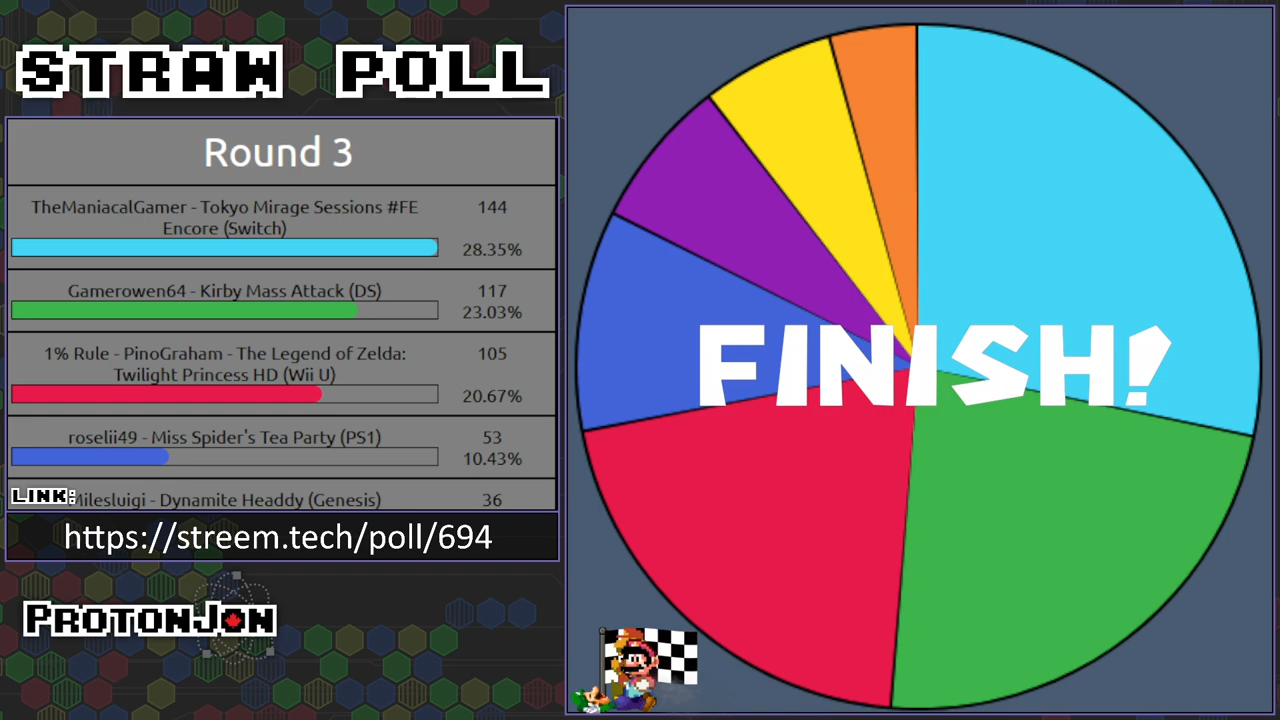 STRAW POLL
Round 3
TheManiacalGamer - Tokyo Mirage Sessions #FE
Encore (Switch)
144
28.35%
Gamerowen64 - Kirby Mass Attack (DS)
117
23.03%
1% Rule - PinoGraham - The Legend of Zelda:
Twilight Princess HD (Wii U)
105
20.67%
roselii49 - Miss Spider's Tea Party (PS1)
53
10.43%
LINK:
Milesluigi - Dynamite Headdy (Genesis)
36
https://streem.tech/poll/694
PROTONJON
FINISH!